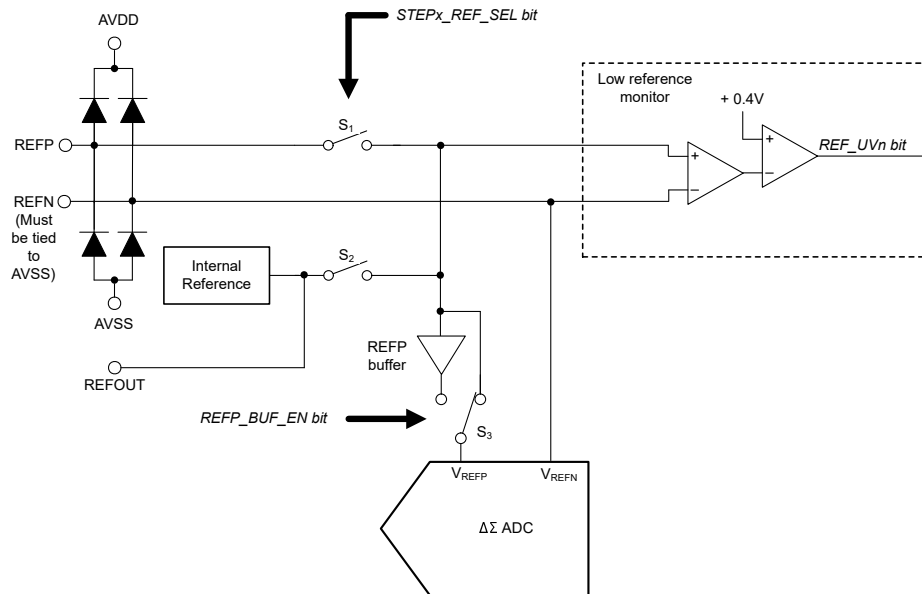 STEPx_REF_SEL bit
AVDD
Low reference
monitor
+ 0.4V
S1
REFP
+
+
REF_UVn bit
−
−
REFN
(Must
be tied
to
AVSS)
S2
Internal
Reference
AVSS
REFP
buffer
REFOUT
REFP_BUF_EN bit
S3
VREFP
VREFN
ΔΣ ADC